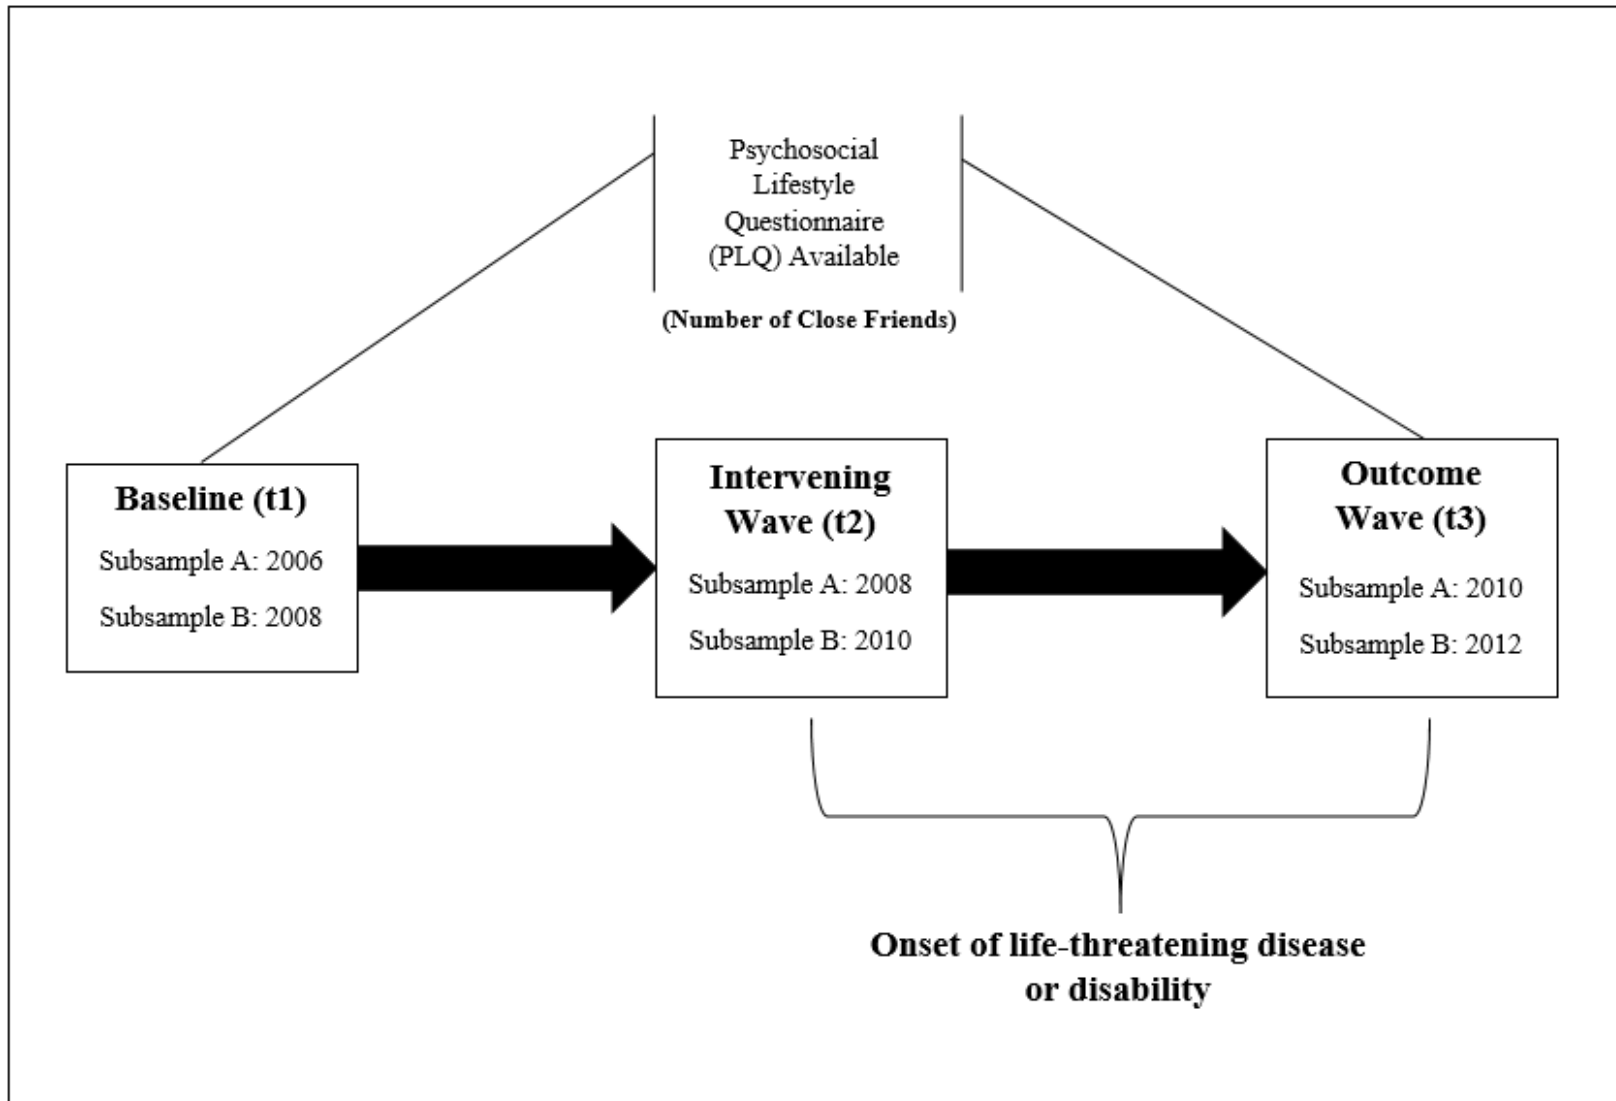 Psychosocial
Lifestyle
Questionnaire
(PLQ) Available
(Number of Close Friends)
Baseline (t1)
Subsample A: 2006
Subsample B: 2008
Intervening
Wave (t2)
Subsample A: 2008
Subsample B: 2010
Outcome
Wave (t3)
Subsample A: 2010
Subsample B: 2012
Onset of life-threatening disease
or disability